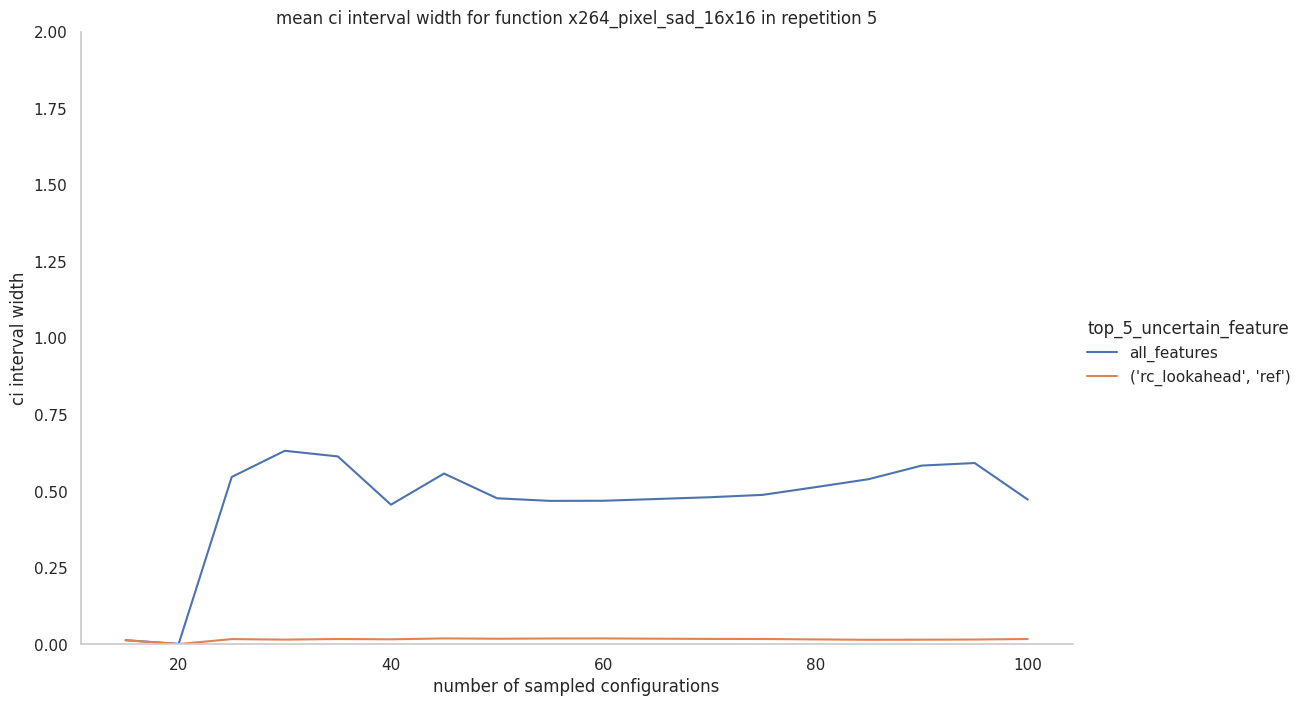 mean ci interval width for function x264_pixel_sad_16x16 in repetition 5
2.00
1.75
1.50
1.25
1.00
0.75
0.50
0.25
0.00
ci interval width
20
40
60
80
100
number of sampled configurations
top_5_uncertain_feature
all_features
('rc_lookahead', 'ref')